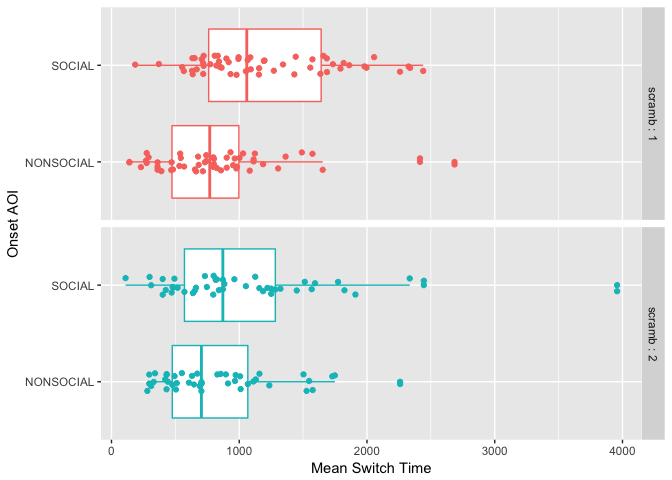 SOCIAL
NONSOCIAL
scramb : 1
SOCIAL
NONSOCIAL
scramb : 2
Onset AOI
0 1000 2000 3000 4000
Mean Switch Time